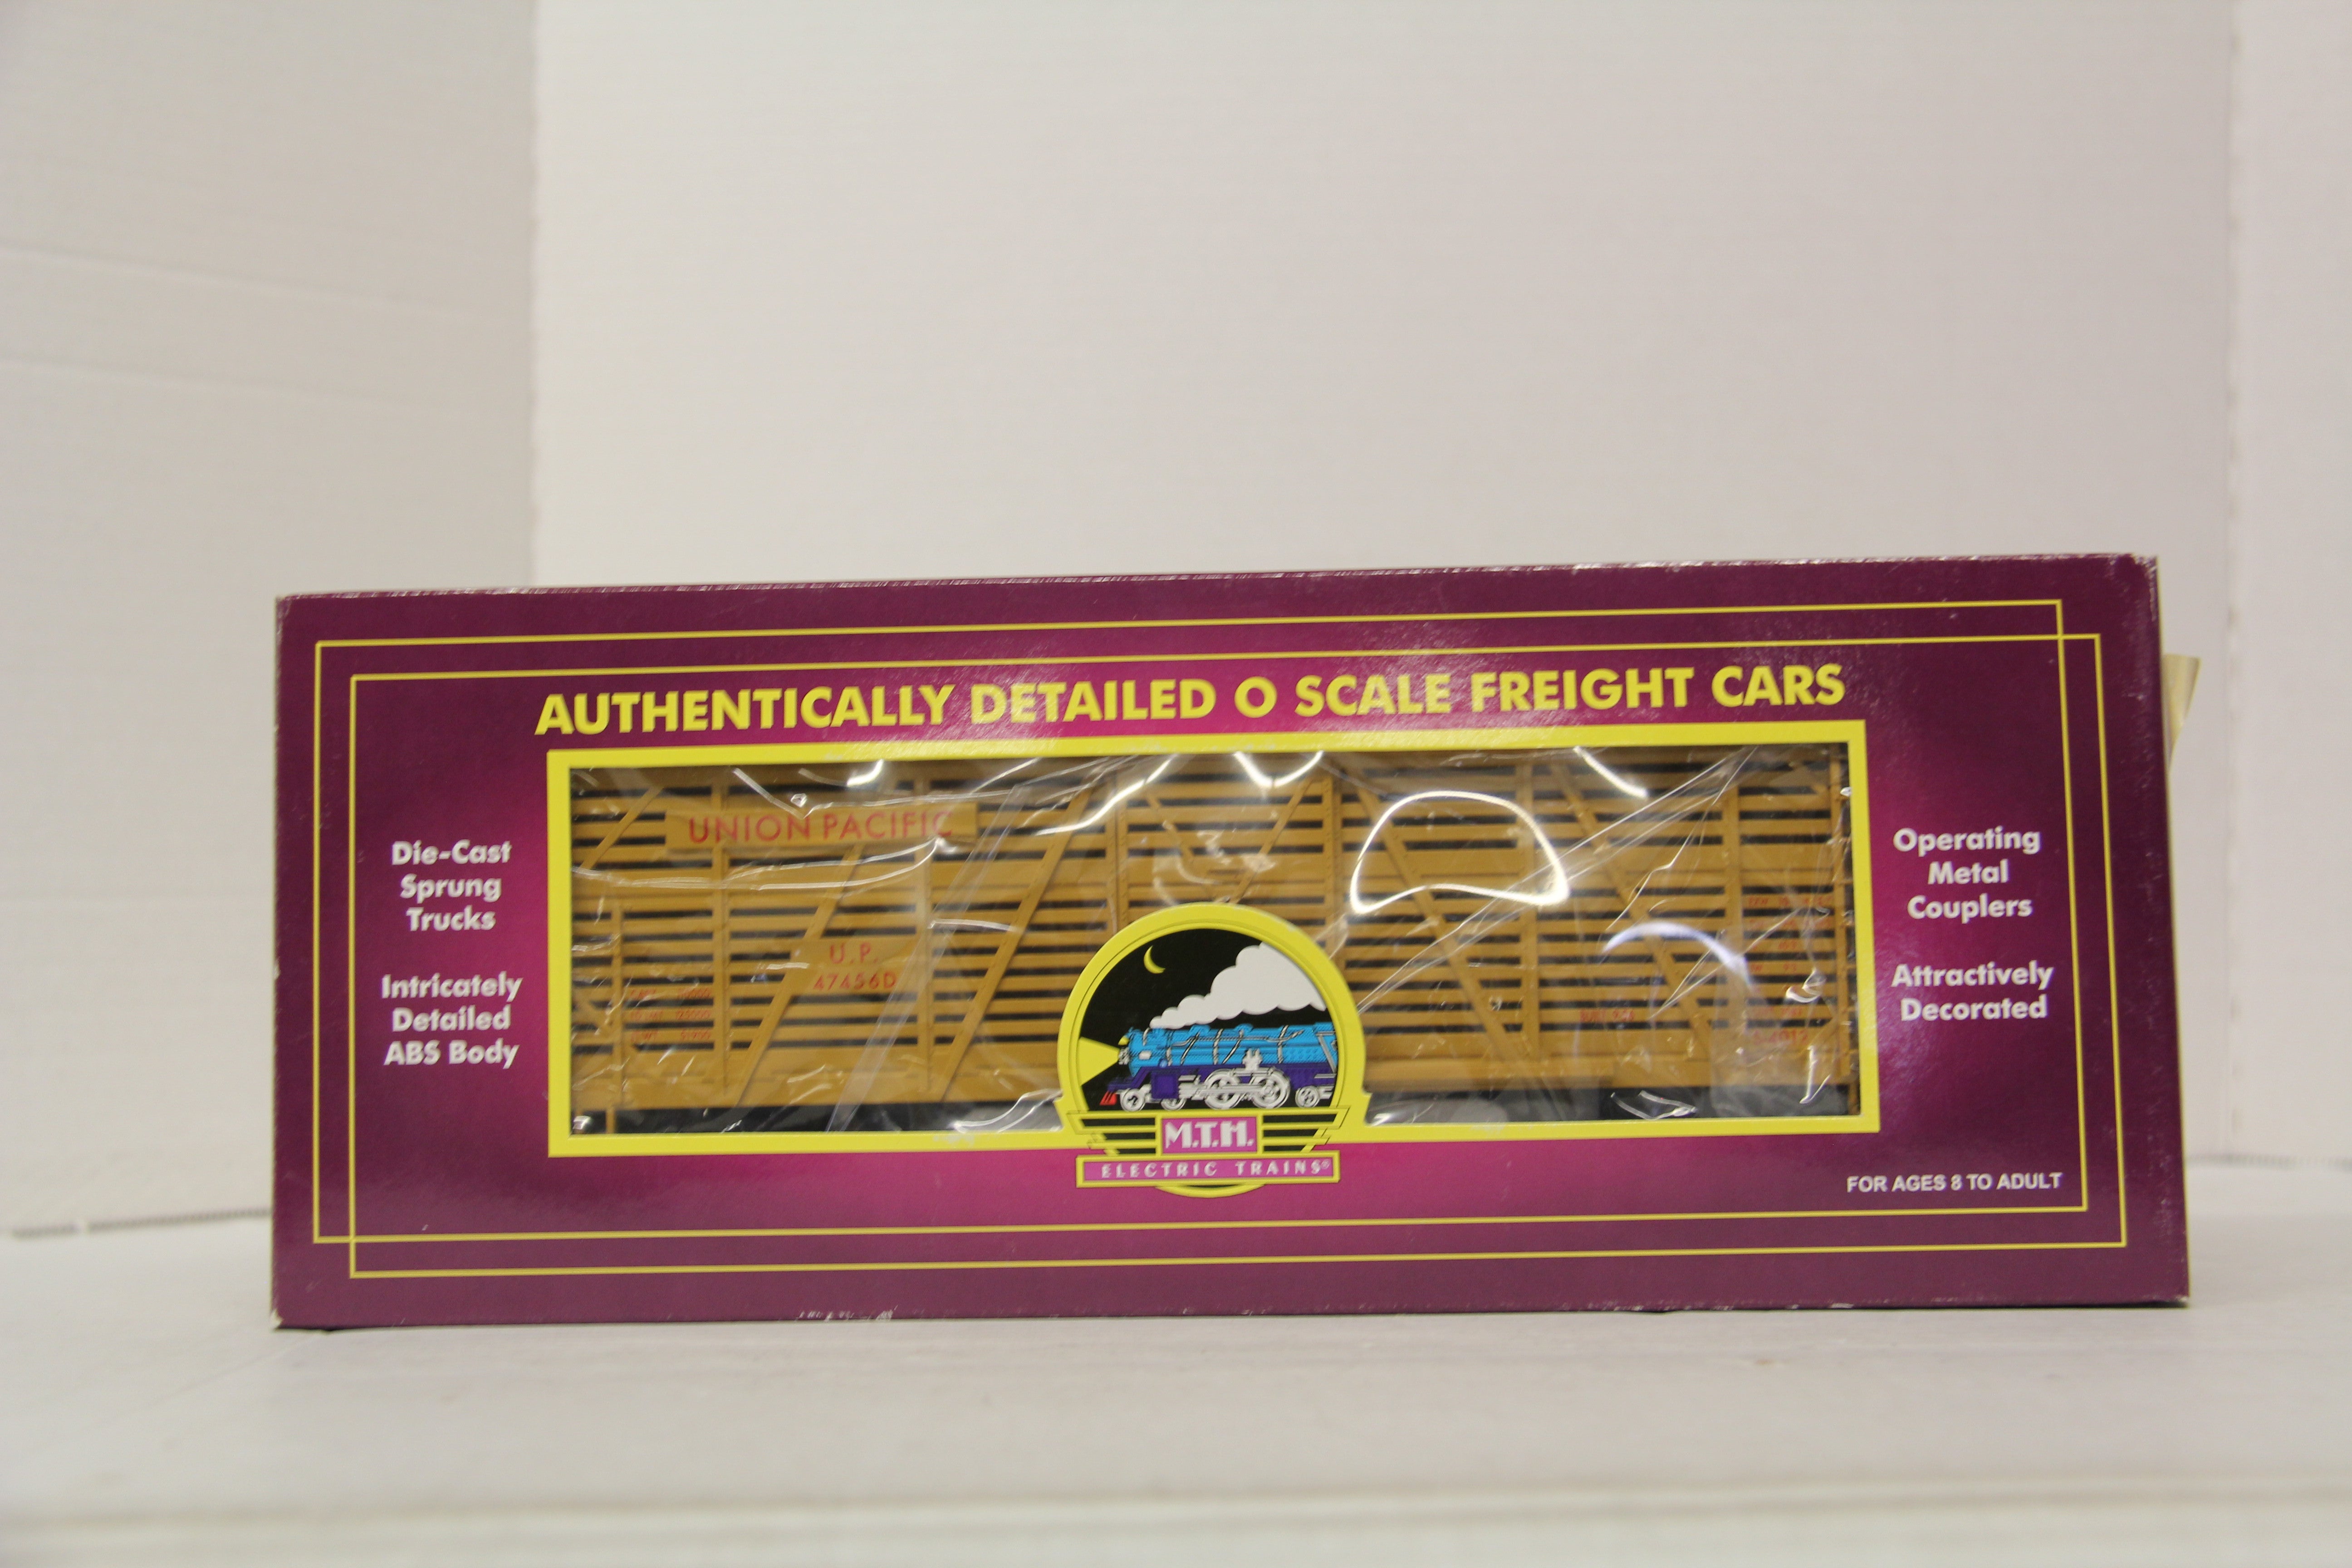 AUTHENTICALLY DETAILED O SCALE FREIGHT CARS
Die-Cast
Sprung
Trucks
Intricately
Detailed
ABS Body
UNION PACIFIC
U.P.
47456D
Operating
Metal
Couplers
Attractively
Decorated
M.T.H.
ELECTRIC TRAINS®
FOR AGES 8 TO ADULT